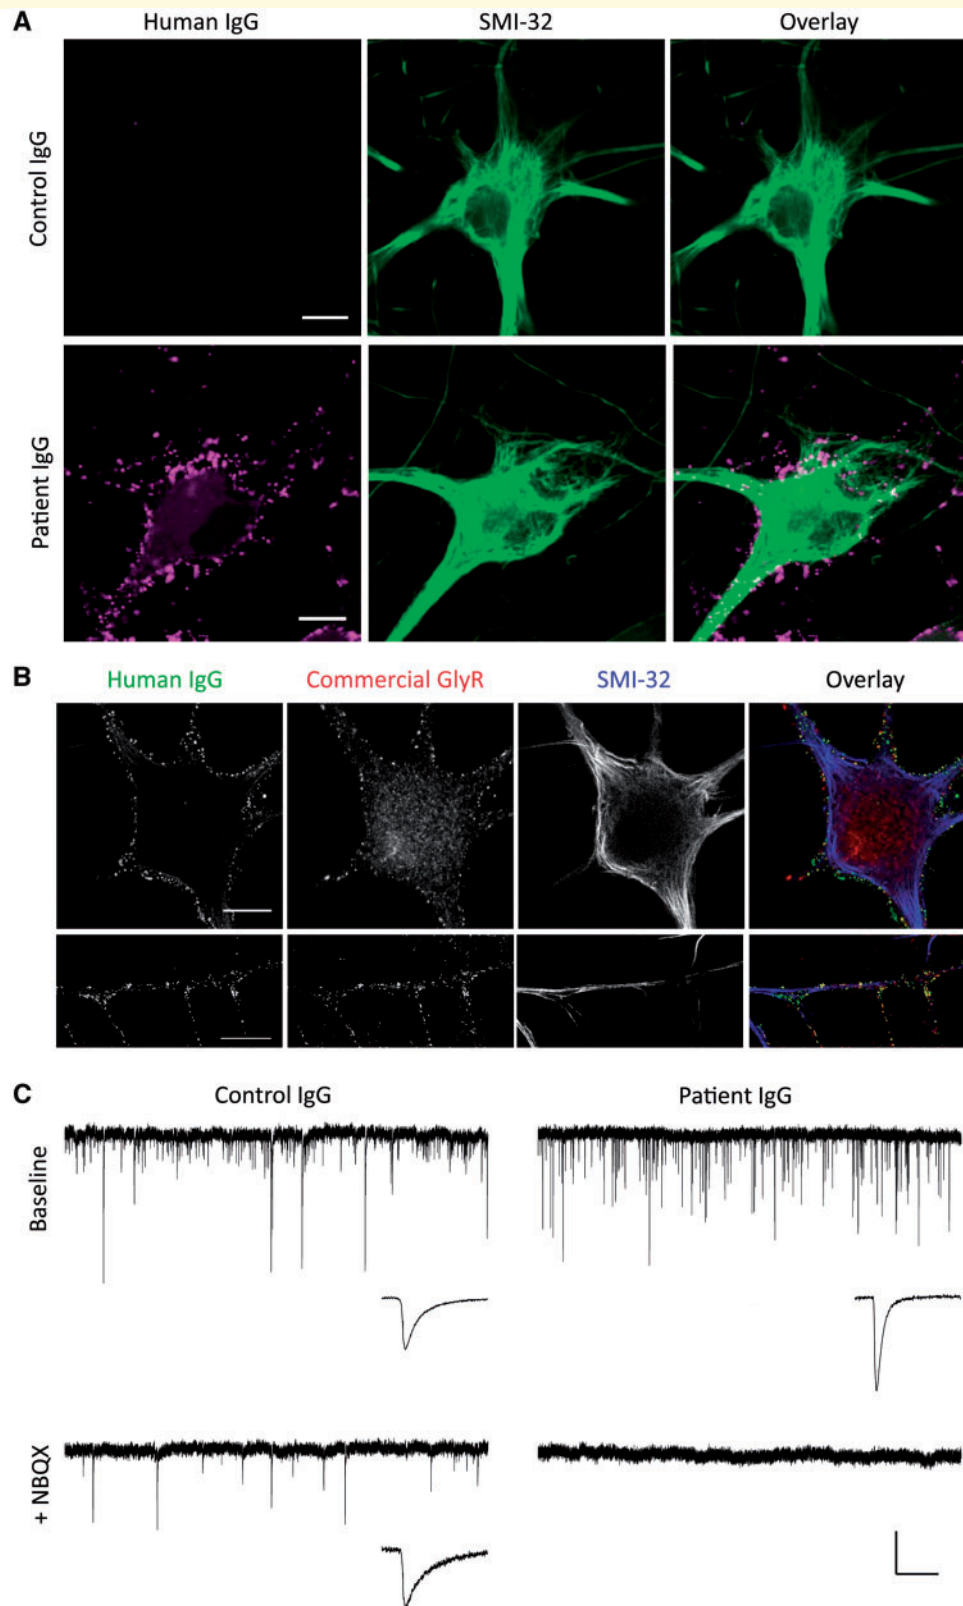 A
Human IgG SMI-32 Overlay
Control IgG
Patient IgG
B
Human IgG Commercial GlyR SMI-32 Overlay
C
Control IgG Patient IgG
Baseline
+ NBQX